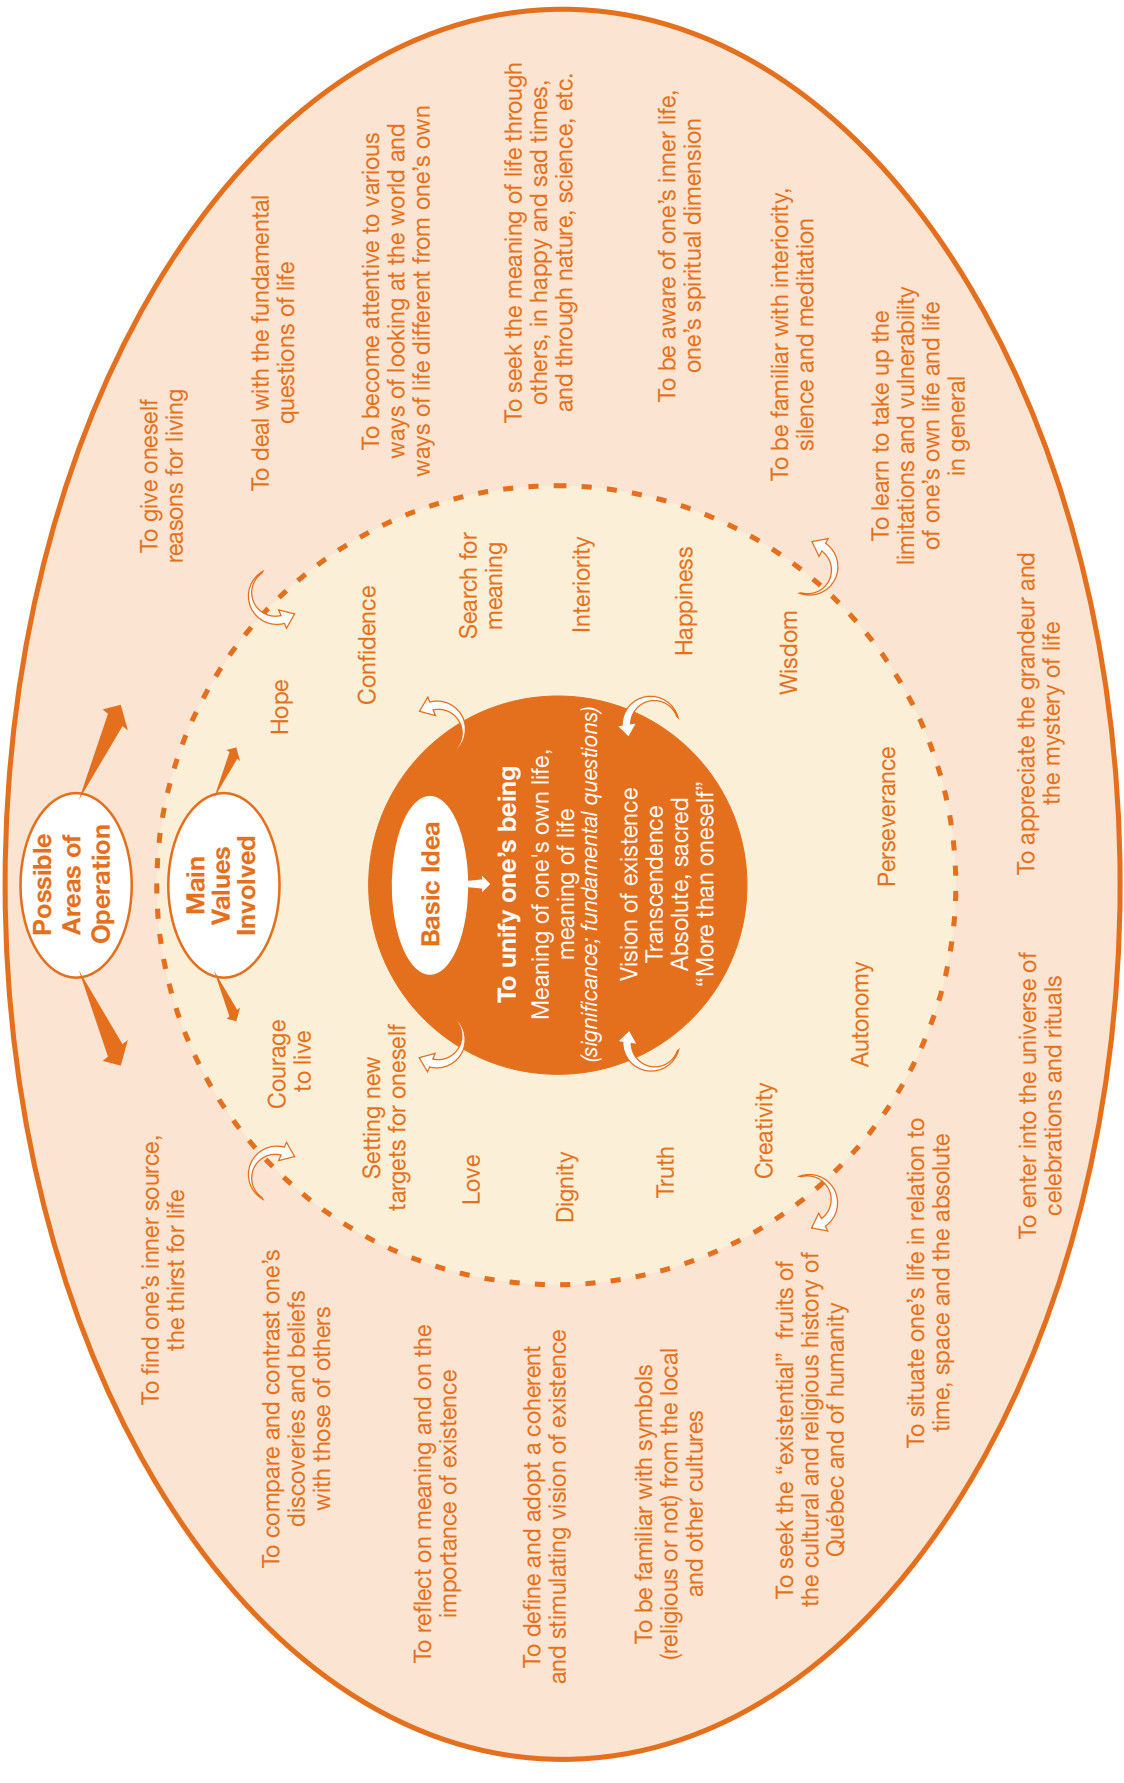 Possible
Areas of
Operation
Main
Values
Involved
Basic Idea
To unify one’s being
Meaning of one's own life,
meaning of life
(significance; fundamental questions)
Vision of existence
Transcendence
Absolute, sacred
“More than oneself”
Hope
Confidence
Search for
meaning
Interiority
Happiness
Wisdom
Perseverance
Autonomy
Creativity
Truth
Dignity
Love
Setting new
targets for oneself
Courage
to live
To give oneself
reasons for living
To deal with the fundamental
questions of life
To become attentive to various
ways of looking at the world and
ways of life different from one’s own
To seek the meaning of life through
others, in happy and sad times,
and through nature, science, etc.
To be aware of one’s inner life,
one’s spiritual dimension
To be familiar with interiority,
silence and meditation
To learn to take up the
limitations and vulnerability
of one’s own life and life
in general
To appreciate the grandeur and
the mystery of life
To enter into the universe of
celebrations and rituals
To situate one’s life in relation to
time, space and the absolute
To seek the “existential” fruits of
the cultural and religious history of
Québec and of humanity
To be familiar with symbols
(religious or not) from the local
and other cultures
To define and adopt a coherent
and stimulating vision of existence
To reflect on meaning and on the
importance of existence
To compare and contrast one’s
discoveries and beliefs
with those of others
To find one’s inner source,
the thirst for life